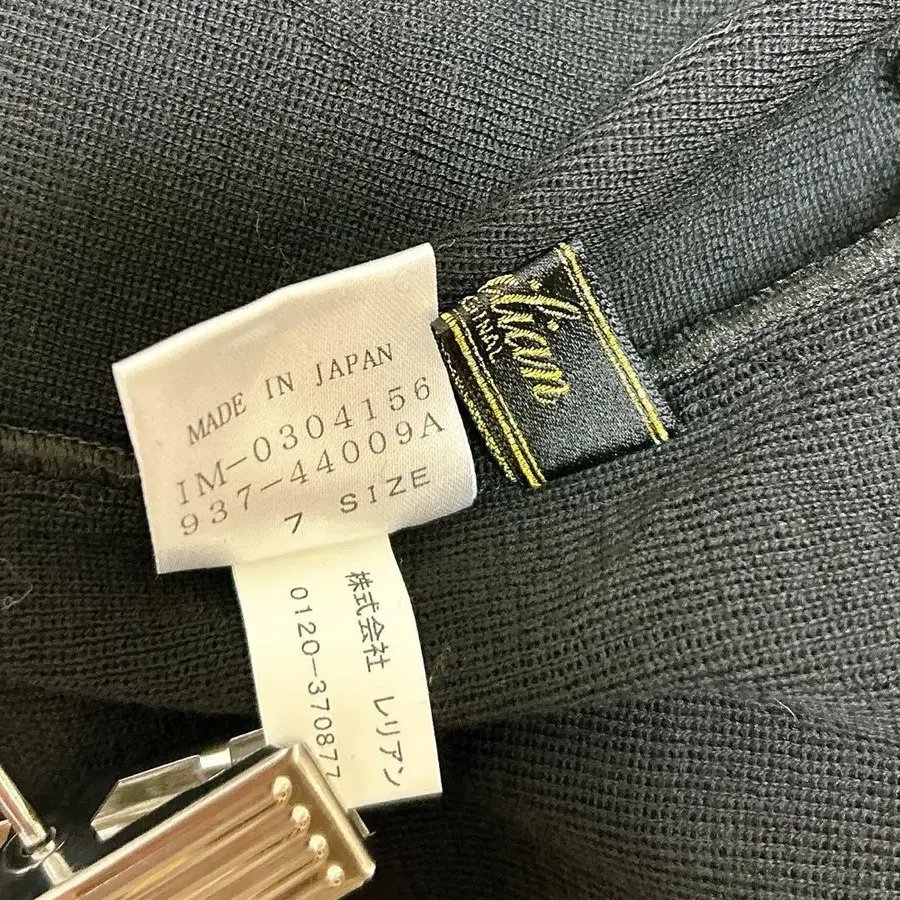 MADE IN JAPAN
IM-0304156
937-44009A
7 SIZE
株式会社 レリアン
0120-370877